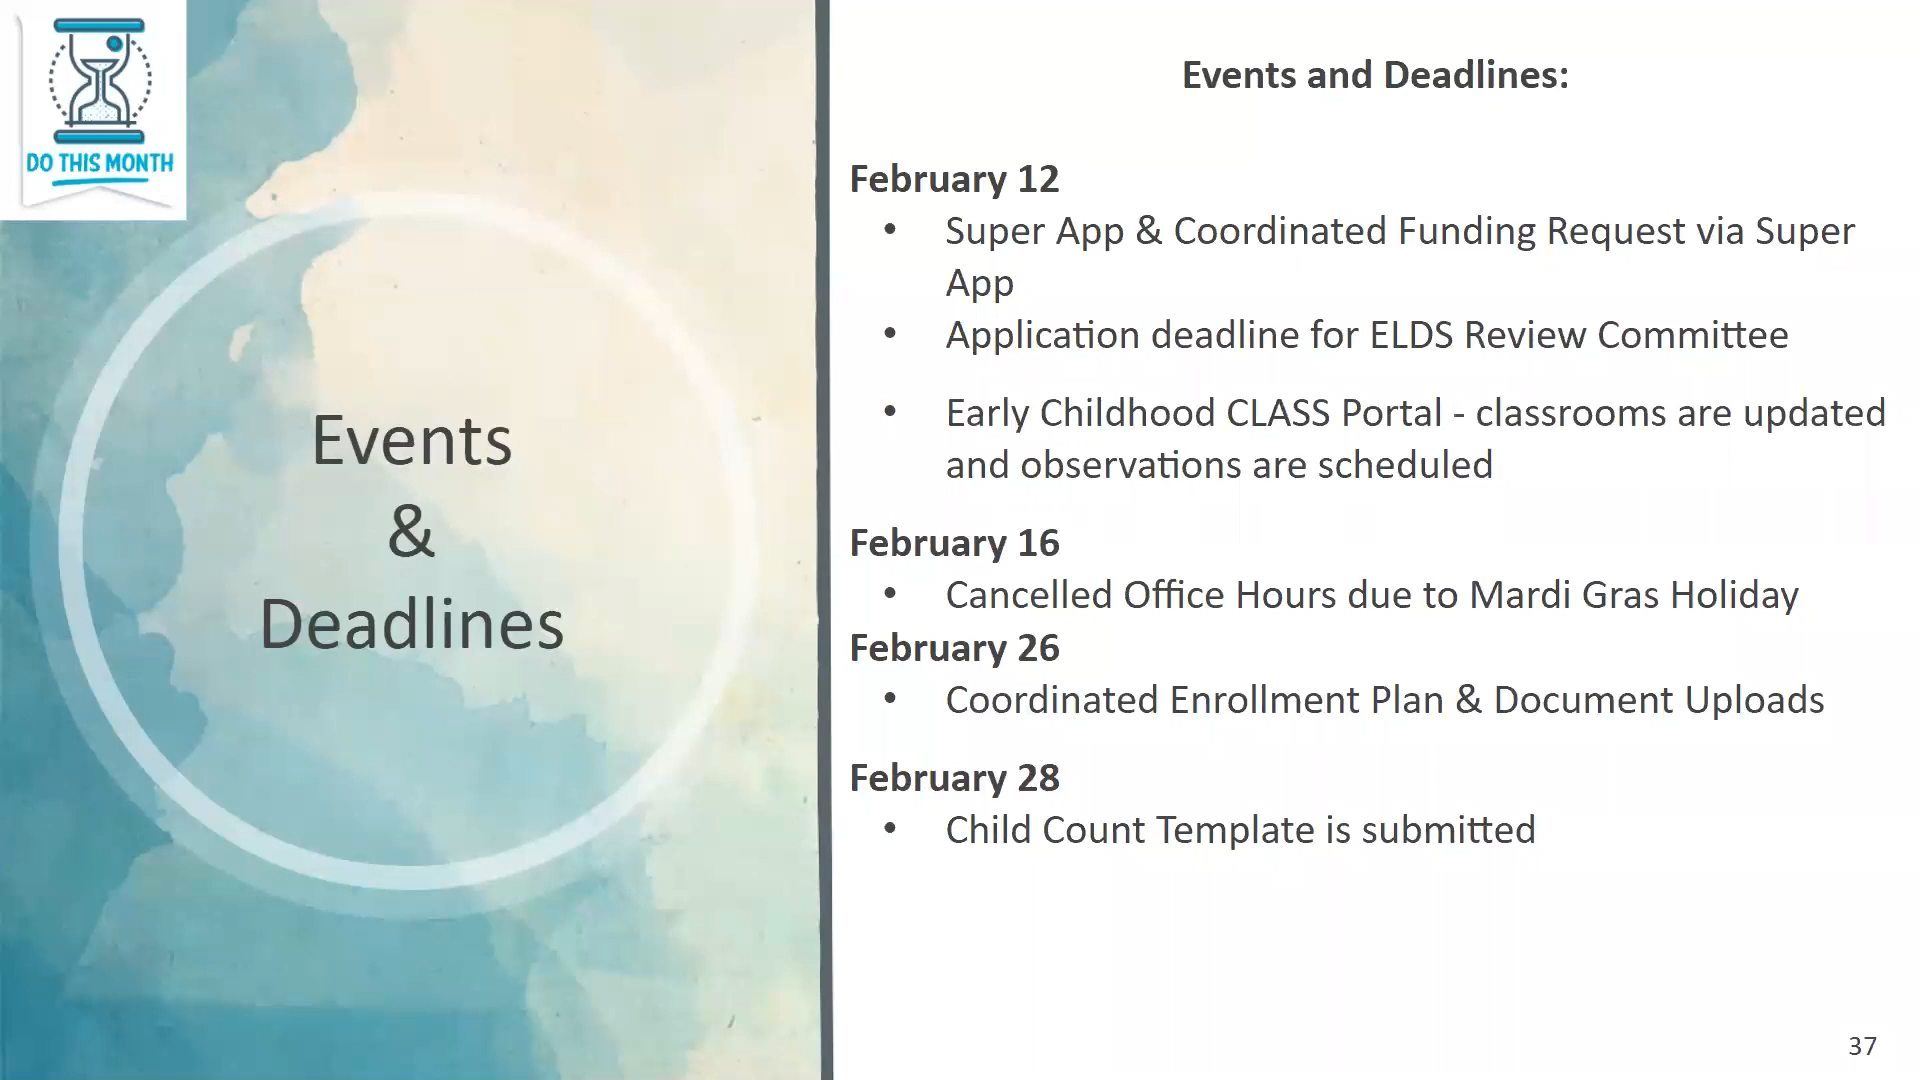 DO THIS MONTH
Events
&
Deadlines
Events and Deadlines:
February 12
• Super App & Coordinated Funding Request via Super
App
• Application deadline for ELDS Review Committee
• Early Childhood CLASS Portal - classrooms are updated
and observations are scheduled
February 16
• Cancelled Office Hours due to Mardi Gras Holiday
February 26
• Coordinated Enrollment Plan & Document Uploads
February 28
• Child Count Template is submitted
37